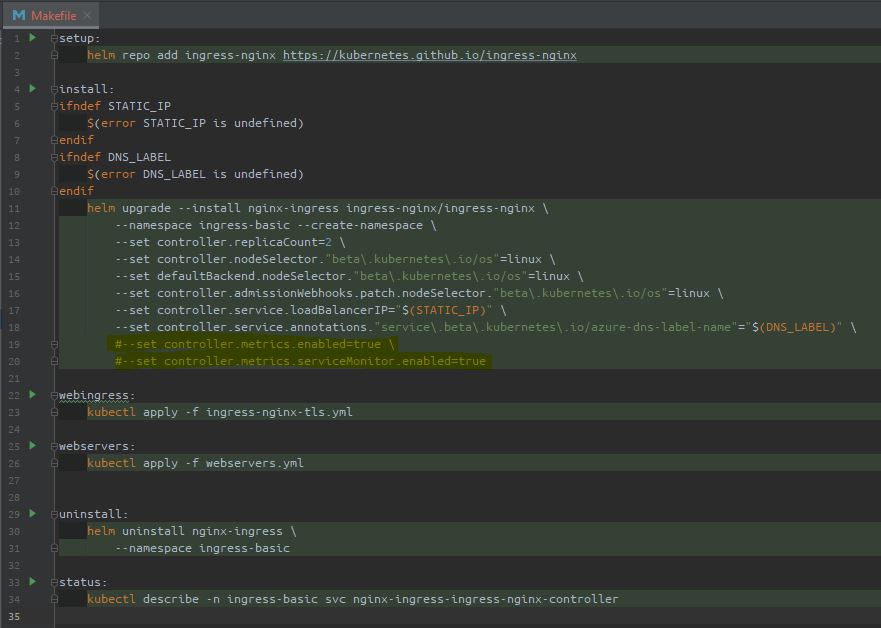 Makefile
1 setup:
2 helm repo add ingress-nginx https://kubernetes.github.io/ingress-nginx
3
4 install:
5 ifndef STATIC_IP
6 $(error STATIC_IP is undefined)
7 endif
8 ifndef DNS_LABEL
9 $(error DNS_LABEL is undefined)
10 endif
11 helm upgrade --install nginx-ingress ingress-nginx/ingress-nginx \
12 --namespace ingress-basic --create-namespace \
13 --set controller.replicaCount=2 \
14 --set controller.nodeSelector."beta\.kubernetes\.io/os"=linux \
15 --set defaultBackend.nodeSelector."beta\.kubernetes\.io/os"=linux \
16 --set controller.admissionWebhooks.patch.nodeSelector."beta\.kubernetes\.io/os"=linux \
17 --set controller.service.loadBalancerIP="$(STATIC_IP)" \
18 --set controller.service.annotations."service\.beta\.kubernetes\.io/azure-dns-label-name"="$(DNS_LABEL)" \
19 #--set controller.metrics.enabled=true \
20 #--set controller.metrics.serviceMonitor.enabled=true
21
22 webingress:
23 kubectl apply -f ingress-nginx-tls.yml
24
25 webservers:
26 kubectl apply -f webservers.yml
27
28
29 uninstall:
30 helm uninstall nginx-ingress \
31 --namespace ingress-basic
32
33 status:
34 kubectl describe -n ingress-basic svc nginx-ingress-ingress-nginx-controller
35